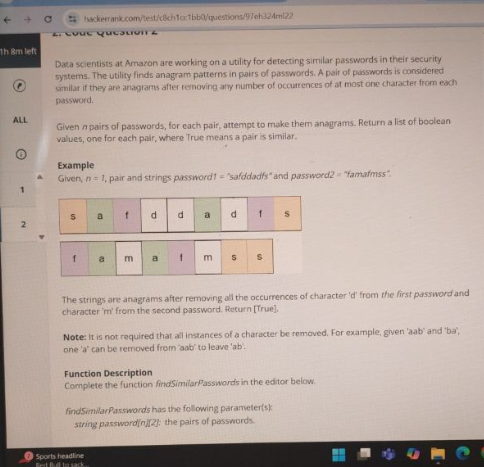 hackerrank.com/test/
/questions/
2. Code Question 2
1h 8m left
Data scientists at Amazon are working on a utility for detecting similar passwords in their security
systems. The utility finds anagram patterns in pairs of passwords. A pair of passwords is considered
similar if they are anagrams after removing any number of occurrences of at most one character from each
password.
ALL
Given n pairs of passwords, for each pair, attempt to make them anagrams. Return a list of boolean
values, one for each pair, where True means a pair is similar.
Example
Given, n = 1, pair and strings password1 = "safddadfs" and password2 = "famafmss".
1
s a f d d a d f s
2
f a m a f m s s
The strings are anagrams after removing all the occurrences of character 'd' from the first password and
character 'm' from the second password. Return [True].
Note: It is not required that all instances of a character be removed. For example, given 'aab' and 'ba',
one 'a' can be removed from 'aab' to leave 'ab'.
Function Description
Complete the function findSimilarPasswords in the editor below.
findSimilarPasswords has the following parameter(s):
string password[n][2]: the pairs of passwords.
Sports headline
Red Bull to sack...